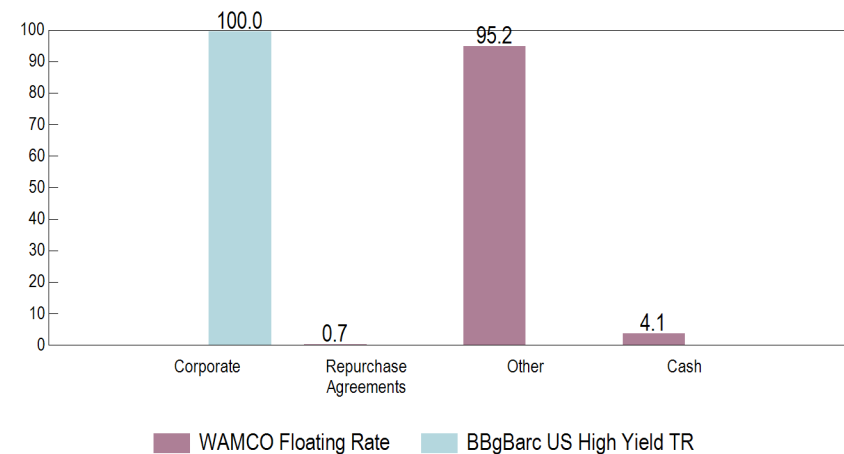 100.0
100
95.2
90
80
70
60
50
40
30
20
10
4.1
0.7
0
Corporate
Repurchase
Agreements
Other
Cash
WAMCO Floating Rate
BBgBarc US High Yield TR